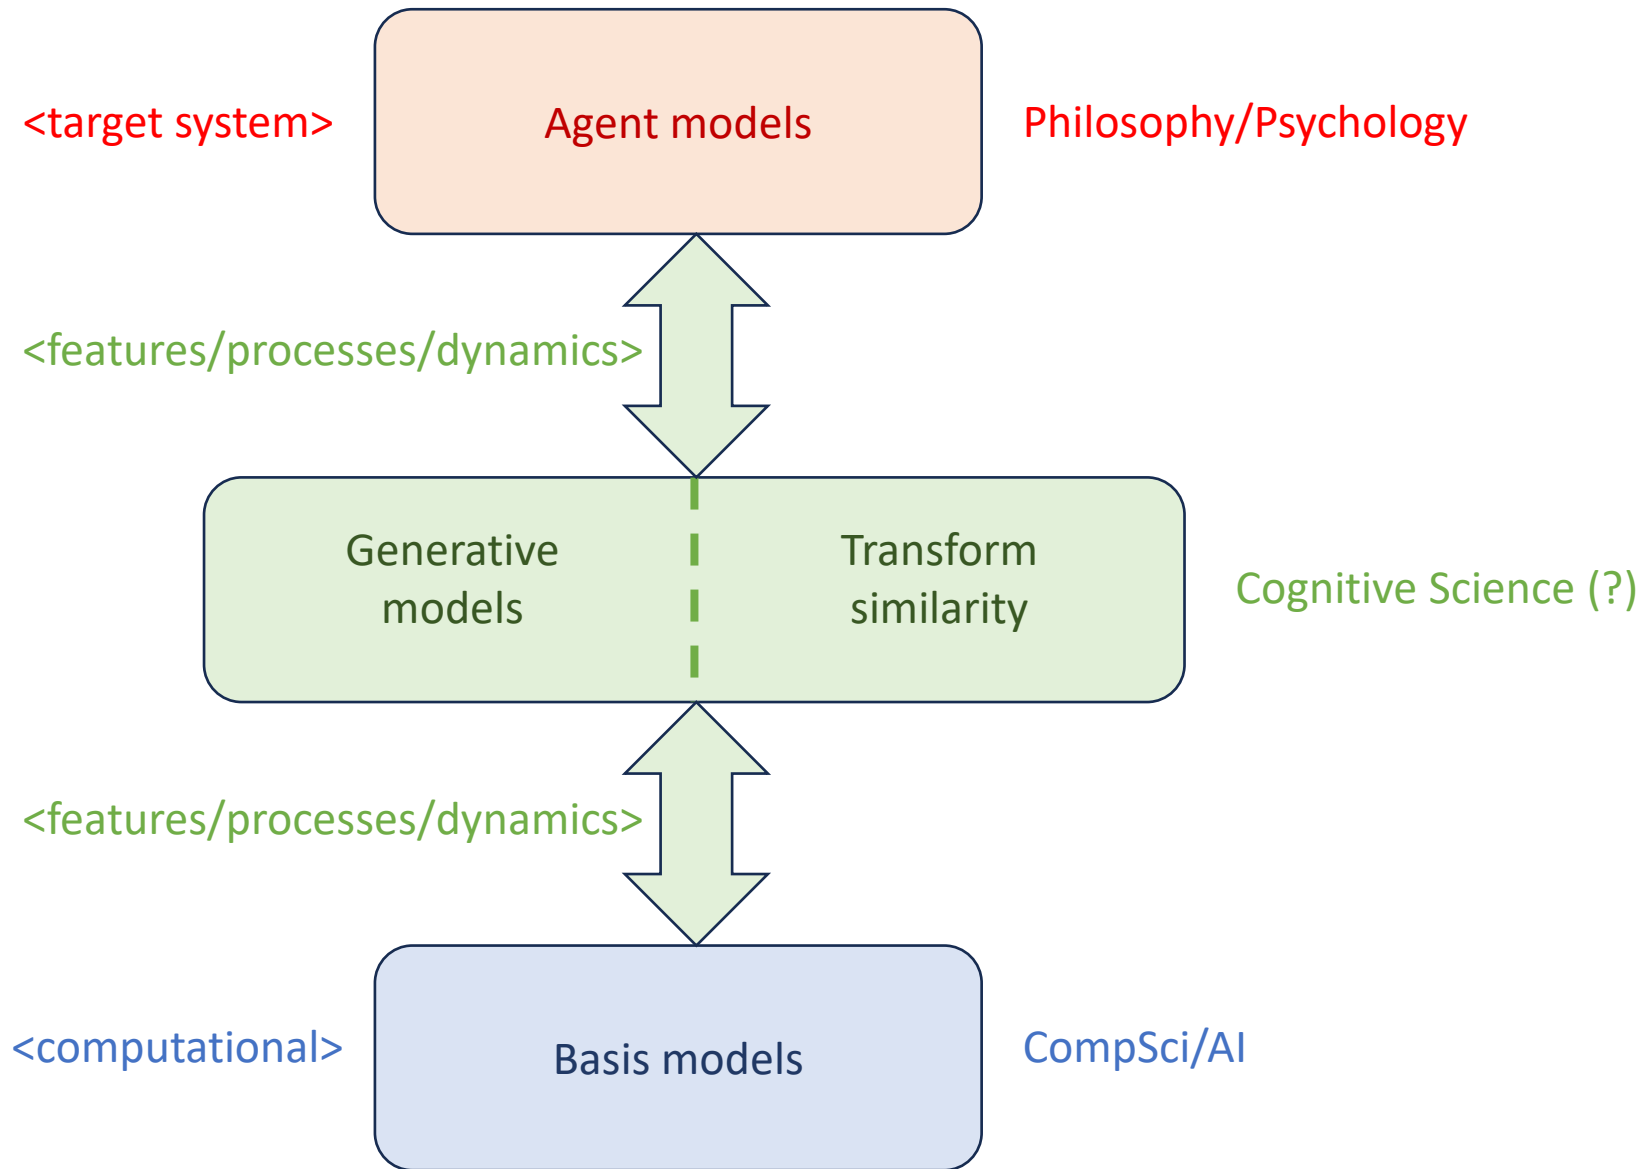 <target system>
Agent models
Philosophy/Psychology
<features/processes/dynamics>
Generative
models
Transform
similarity
Cognitive Science (?)
<features/processes/dynamics>
<computational>
Basis models
CompSci/AI